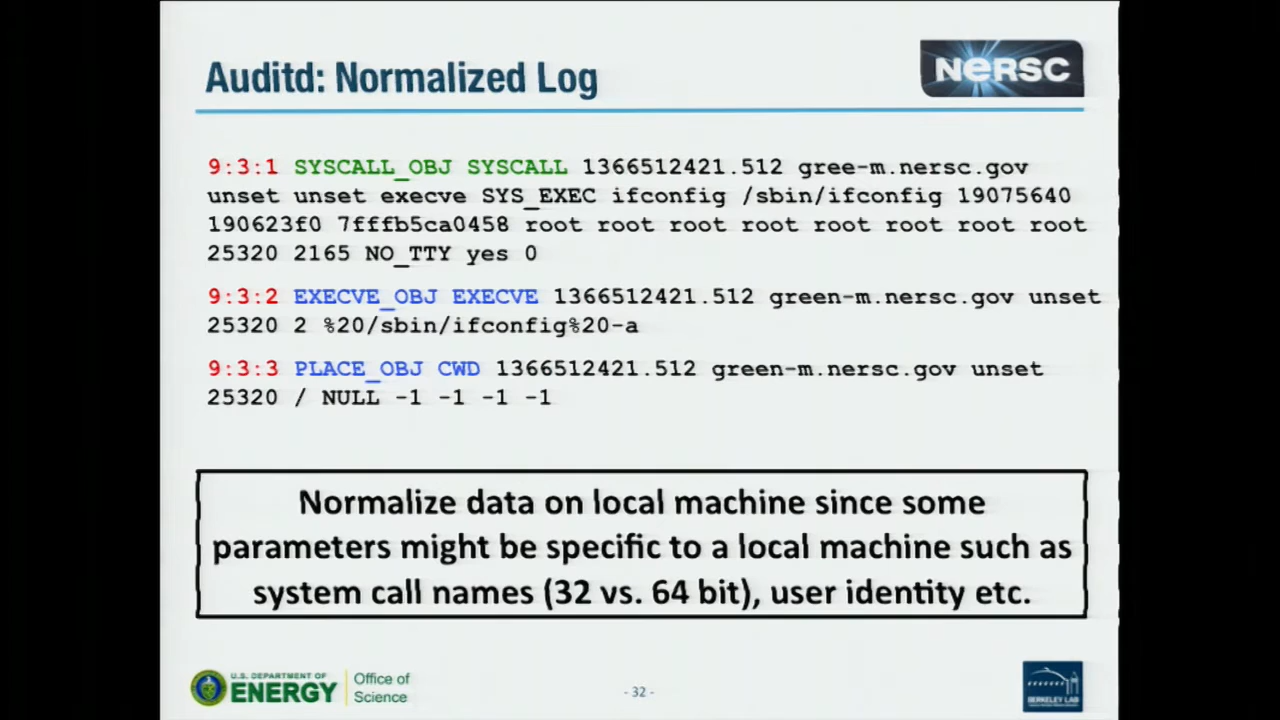 Auditd: Normalized Log
NERSC
9:3:1 SYSCALL_OBJ SYSCALL 1366512421.512 gree-m.nersc.gov
unset unset execve SYS_EXEC ifconfig /sbin/ifconfig 19075640
190623f0 7fffb5ca0458 root root root root root root root root
25320 2165 NO_TTY yes 0
9:3:2 EXECVE_OBJ EXECVE 1366512421.512 green-m.nersc.gov unset
25320 2 %20/sbin/ifconfig%20-a
9:3:3 PLACE_OBJ CWD 1366512421.512 green-m.nersc.gov unset
25320 / NULL -1 -1 -1 -1
Normalize data on local machine since some
parameters might be specific to a local machine such as
system call names (32 vs. 64 bit), user identity etc.
U.S. DEPARTMENT OF
ENERGY
Office of
Science
- 32 -
BERKELEY LAB